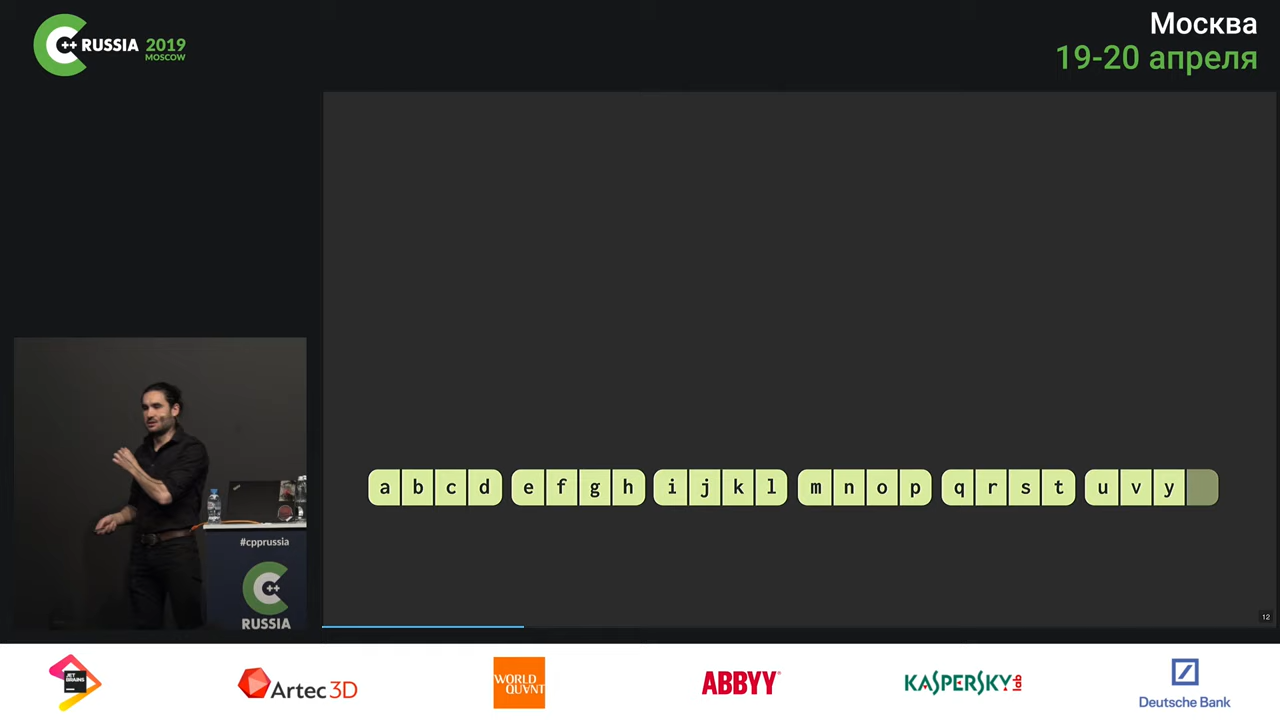 C++ RUSSIA 2019
MOSCOW
Москва
19-20 апреля
a b c d e f g h i j k l m n o p q r s t u v y
12
#cpprussia
C++
RUSSIA
JET
BRAINS
Artec 3D
WORLD
QUANT
ABBYY
KASPERSKY lab
Deutsche Bank